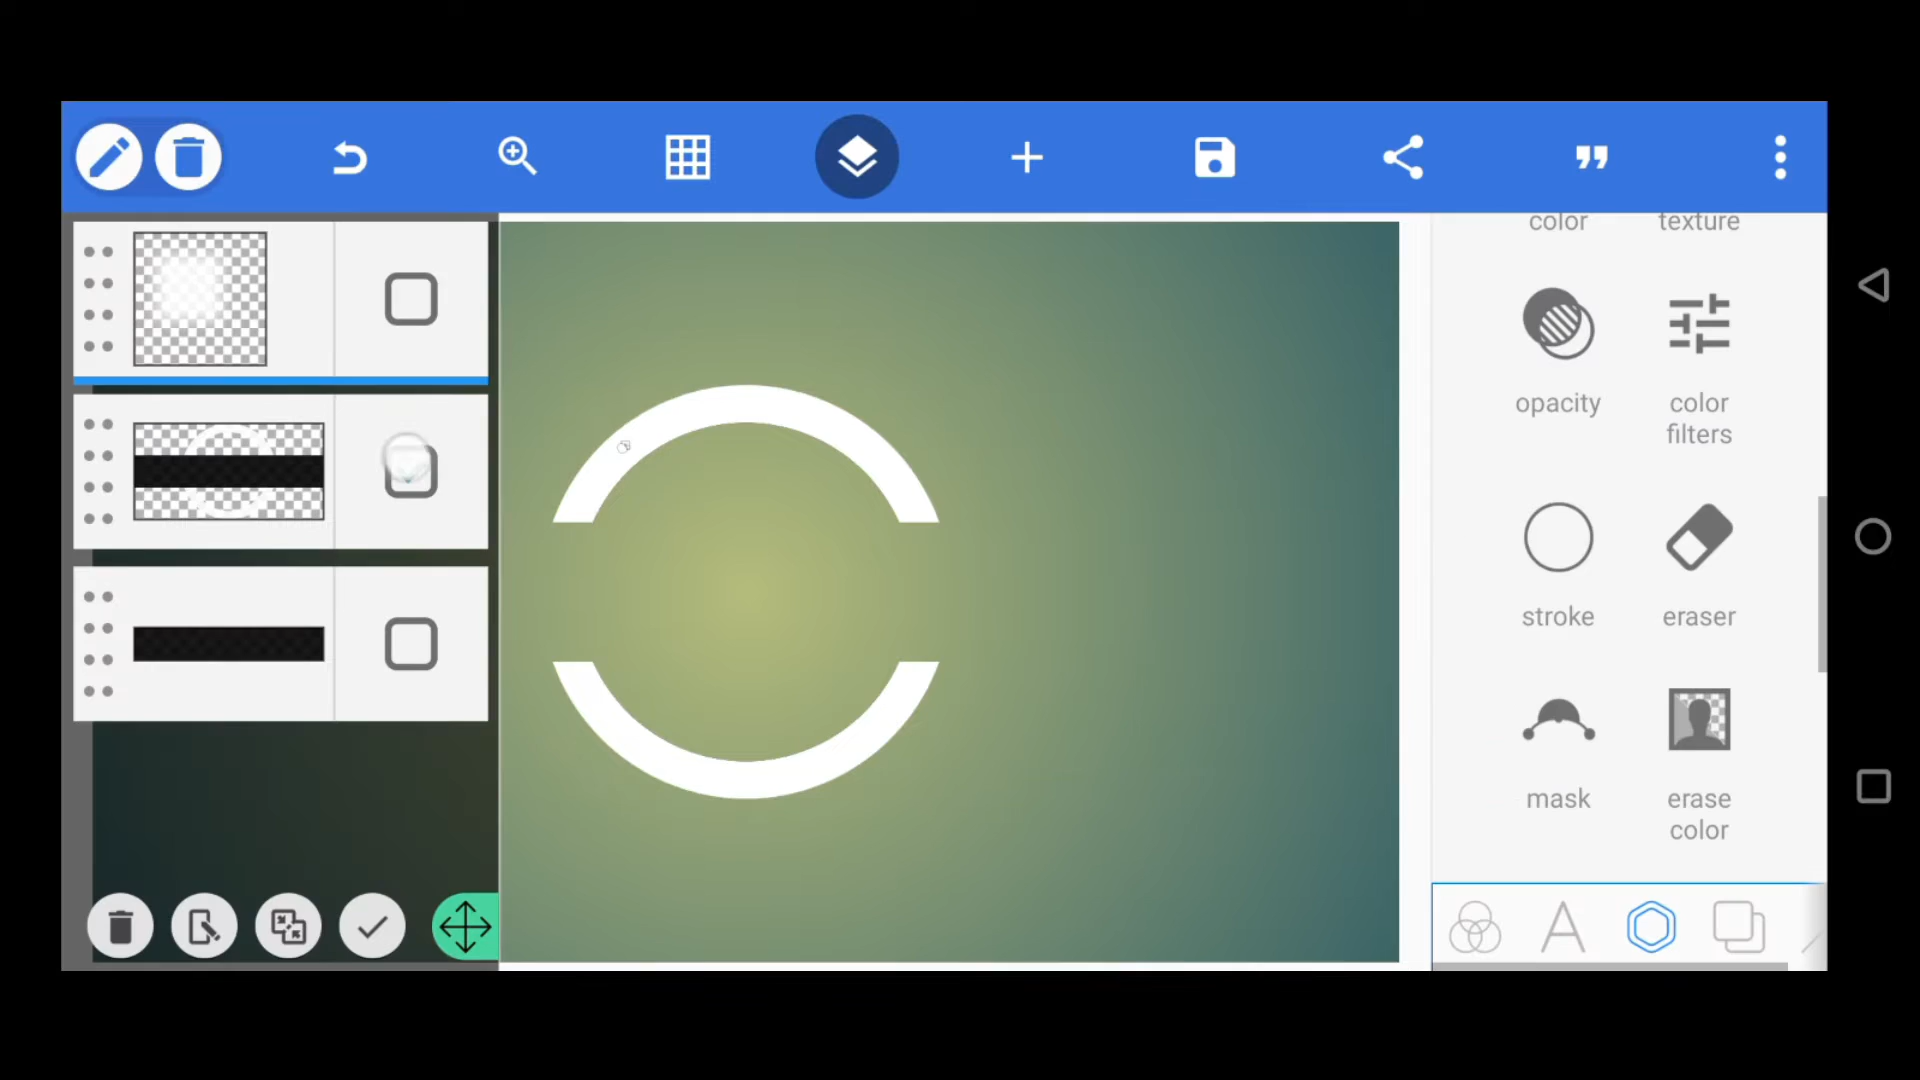 color
texture
opacity
color
filters
stroke
eraser
mask
erase
color